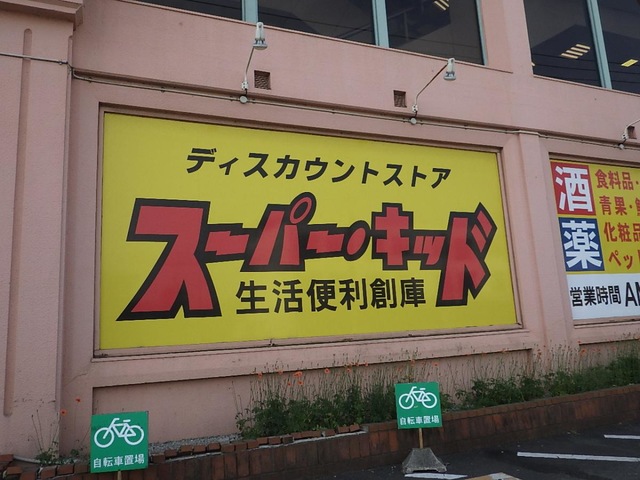 ディスカウントストア
スーパー・キッド
生活便利創庫
酒
薬
食料品・
青果・
化粧品
ペッ
営業時間 AM
自転車置場
自転車置場